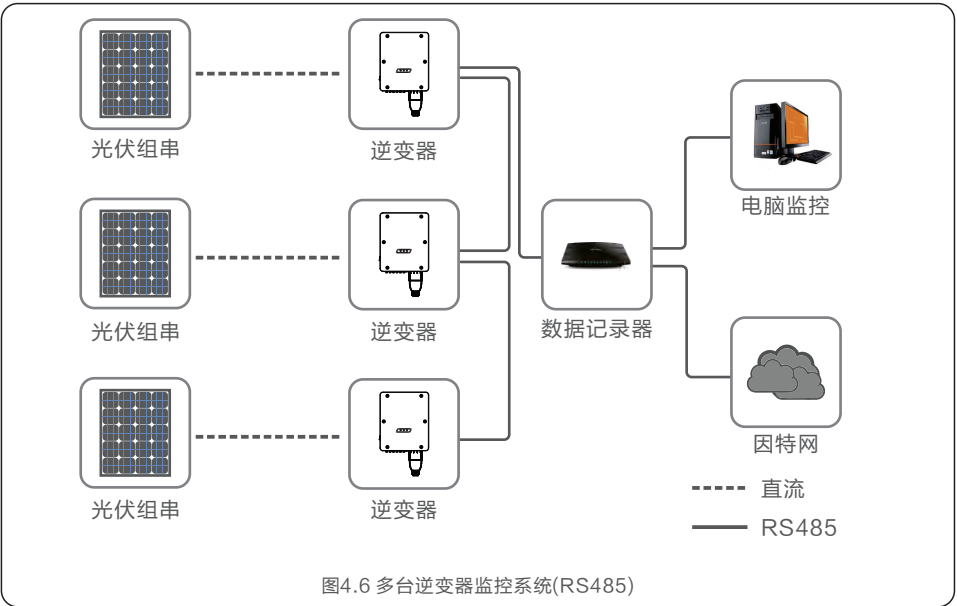 光伏组串
逆变器
电脑监控
光伏组串
逆变器
数据记录器
因特网
光伏组串
逆变器
直流
RS485
图4.6 多台逆变器监控系统(RS485)